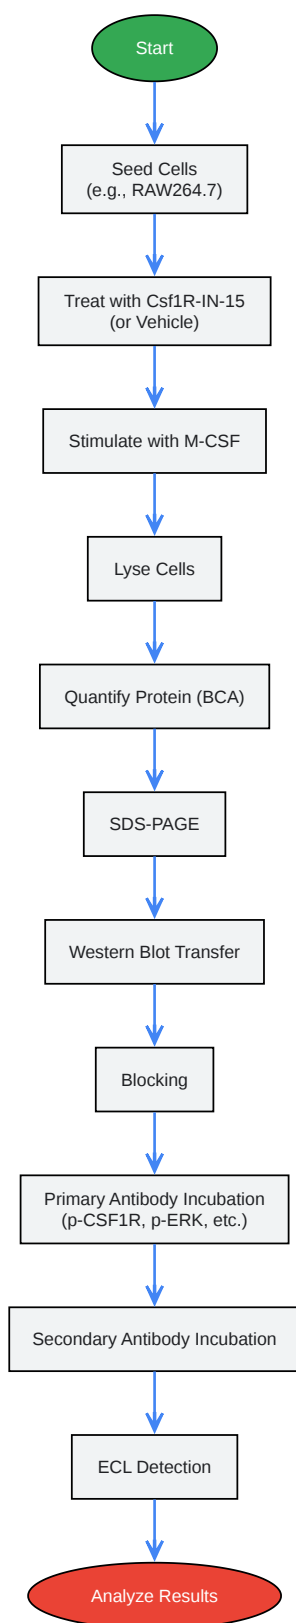 Start
Seed Cells
(e.g., RAW264.7)
Treat with Csf1R-IN-15
(or Vehicle)
Stimulate with M-CSF
Lyse Cells
Quantify Protein (BCA)
SDS-PAGE
Western Blot Transfer
Blocking
Primary Antibody Incubation
(p-CSF1R, p-ERK, etc.)
Secondary Antibody Incubation
ECL Detection
Analyze Results